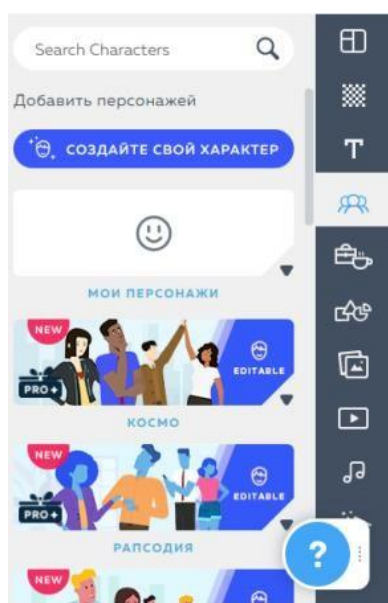 Search Characters
Добавить персонажей
СОЗДАЙТЕ СВОЙ ХАРАКТЕР
МОИ ПЕРСОНАЖИ
NEW
EDITABLE
PRO+
КОСМО
NEW
EDITABLE
PRO+
РАПСОДИЯ
?
NEW